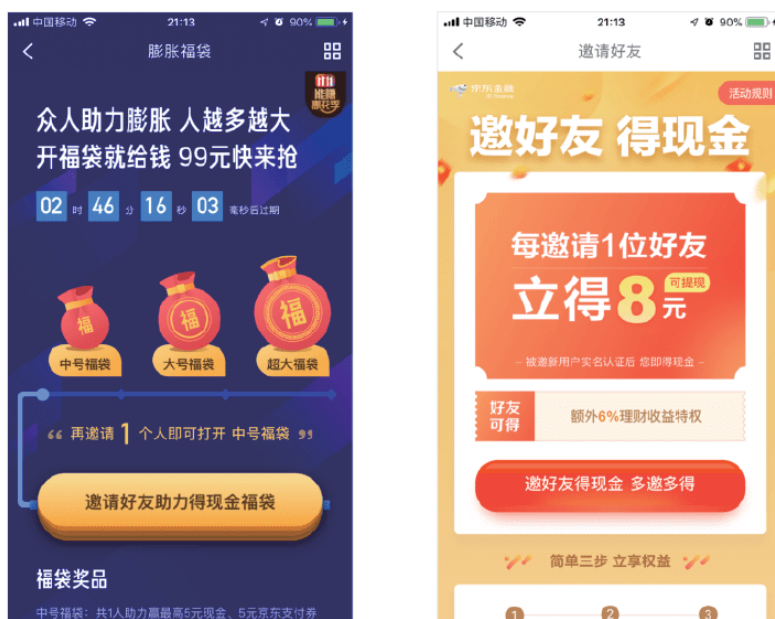 中国移动
21:13
90%
膨胀福袋
众人助力膨胀 人越多越大
开福袋就给钱 99元快来抢
02 时 46 分 16 秒 03 毫秒后过期
福
福
福
中号福袋
大号福袋
超大福袋
再邀请 1 个人即可打开 中号福袋
邀请好友助力得现金福袋
福袋奖品
中号福袋：共1人助力赢最高5元现金、5元京东支付券
中国移动
21:13
90%
邀请好友
京东金融
活动规则
邀好友 得现金
每邀请1位好友
立得8元
可提现
– 被邀新用户实名认证后 您即得现金 –
好友
可得
额外6%理财收益特权
邀好友得现金 多邀多得
简单三步 立享权益
1
2
3